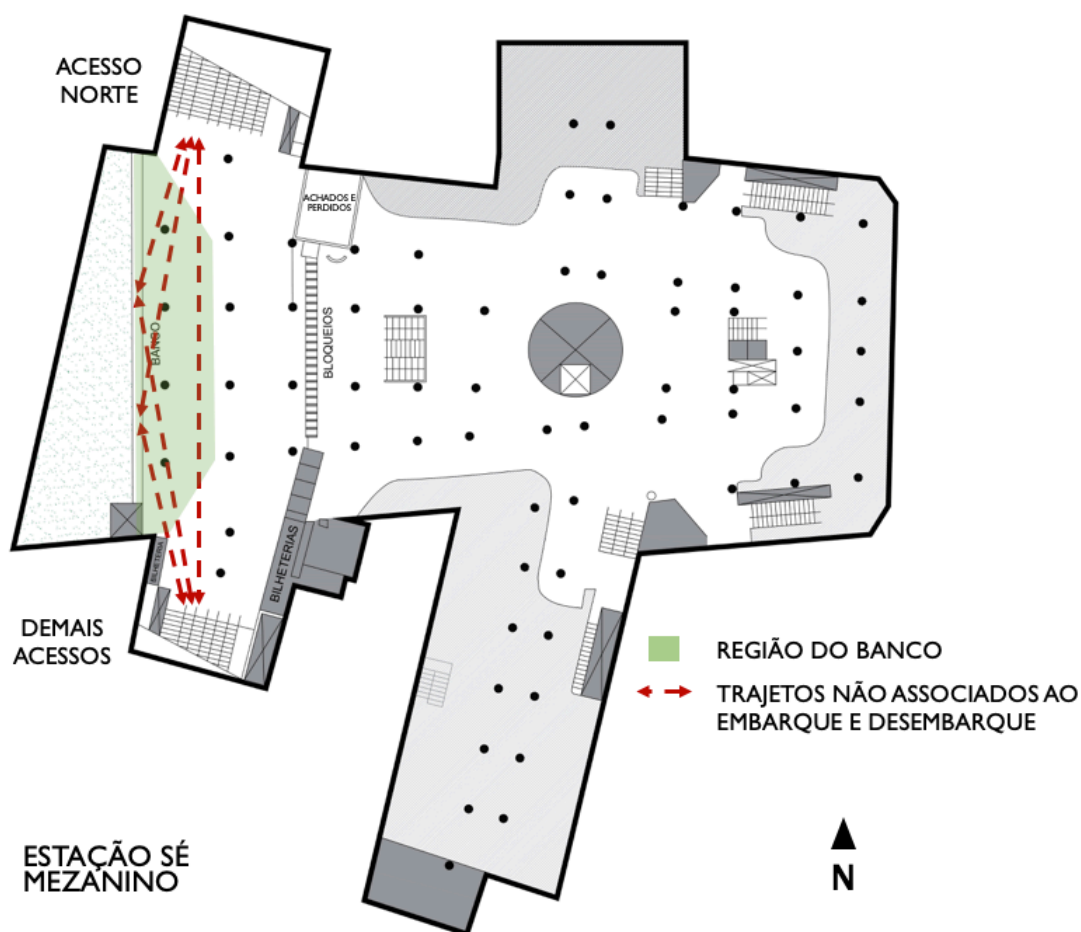 ACESSO
NORTE
ACHADOS E
PERDIDOS
BLOQUEIOS
BANCO
BILHETERIA
BILHETERIAS
DEMAIS
ACESSOS
REGIÃO DO BANCO
TRAJETOS NÃO ASSOCIADOS AO
EMBARQUE E DESEMBARQUE
ESTAÇÃO SÉ
MEZANINO
N